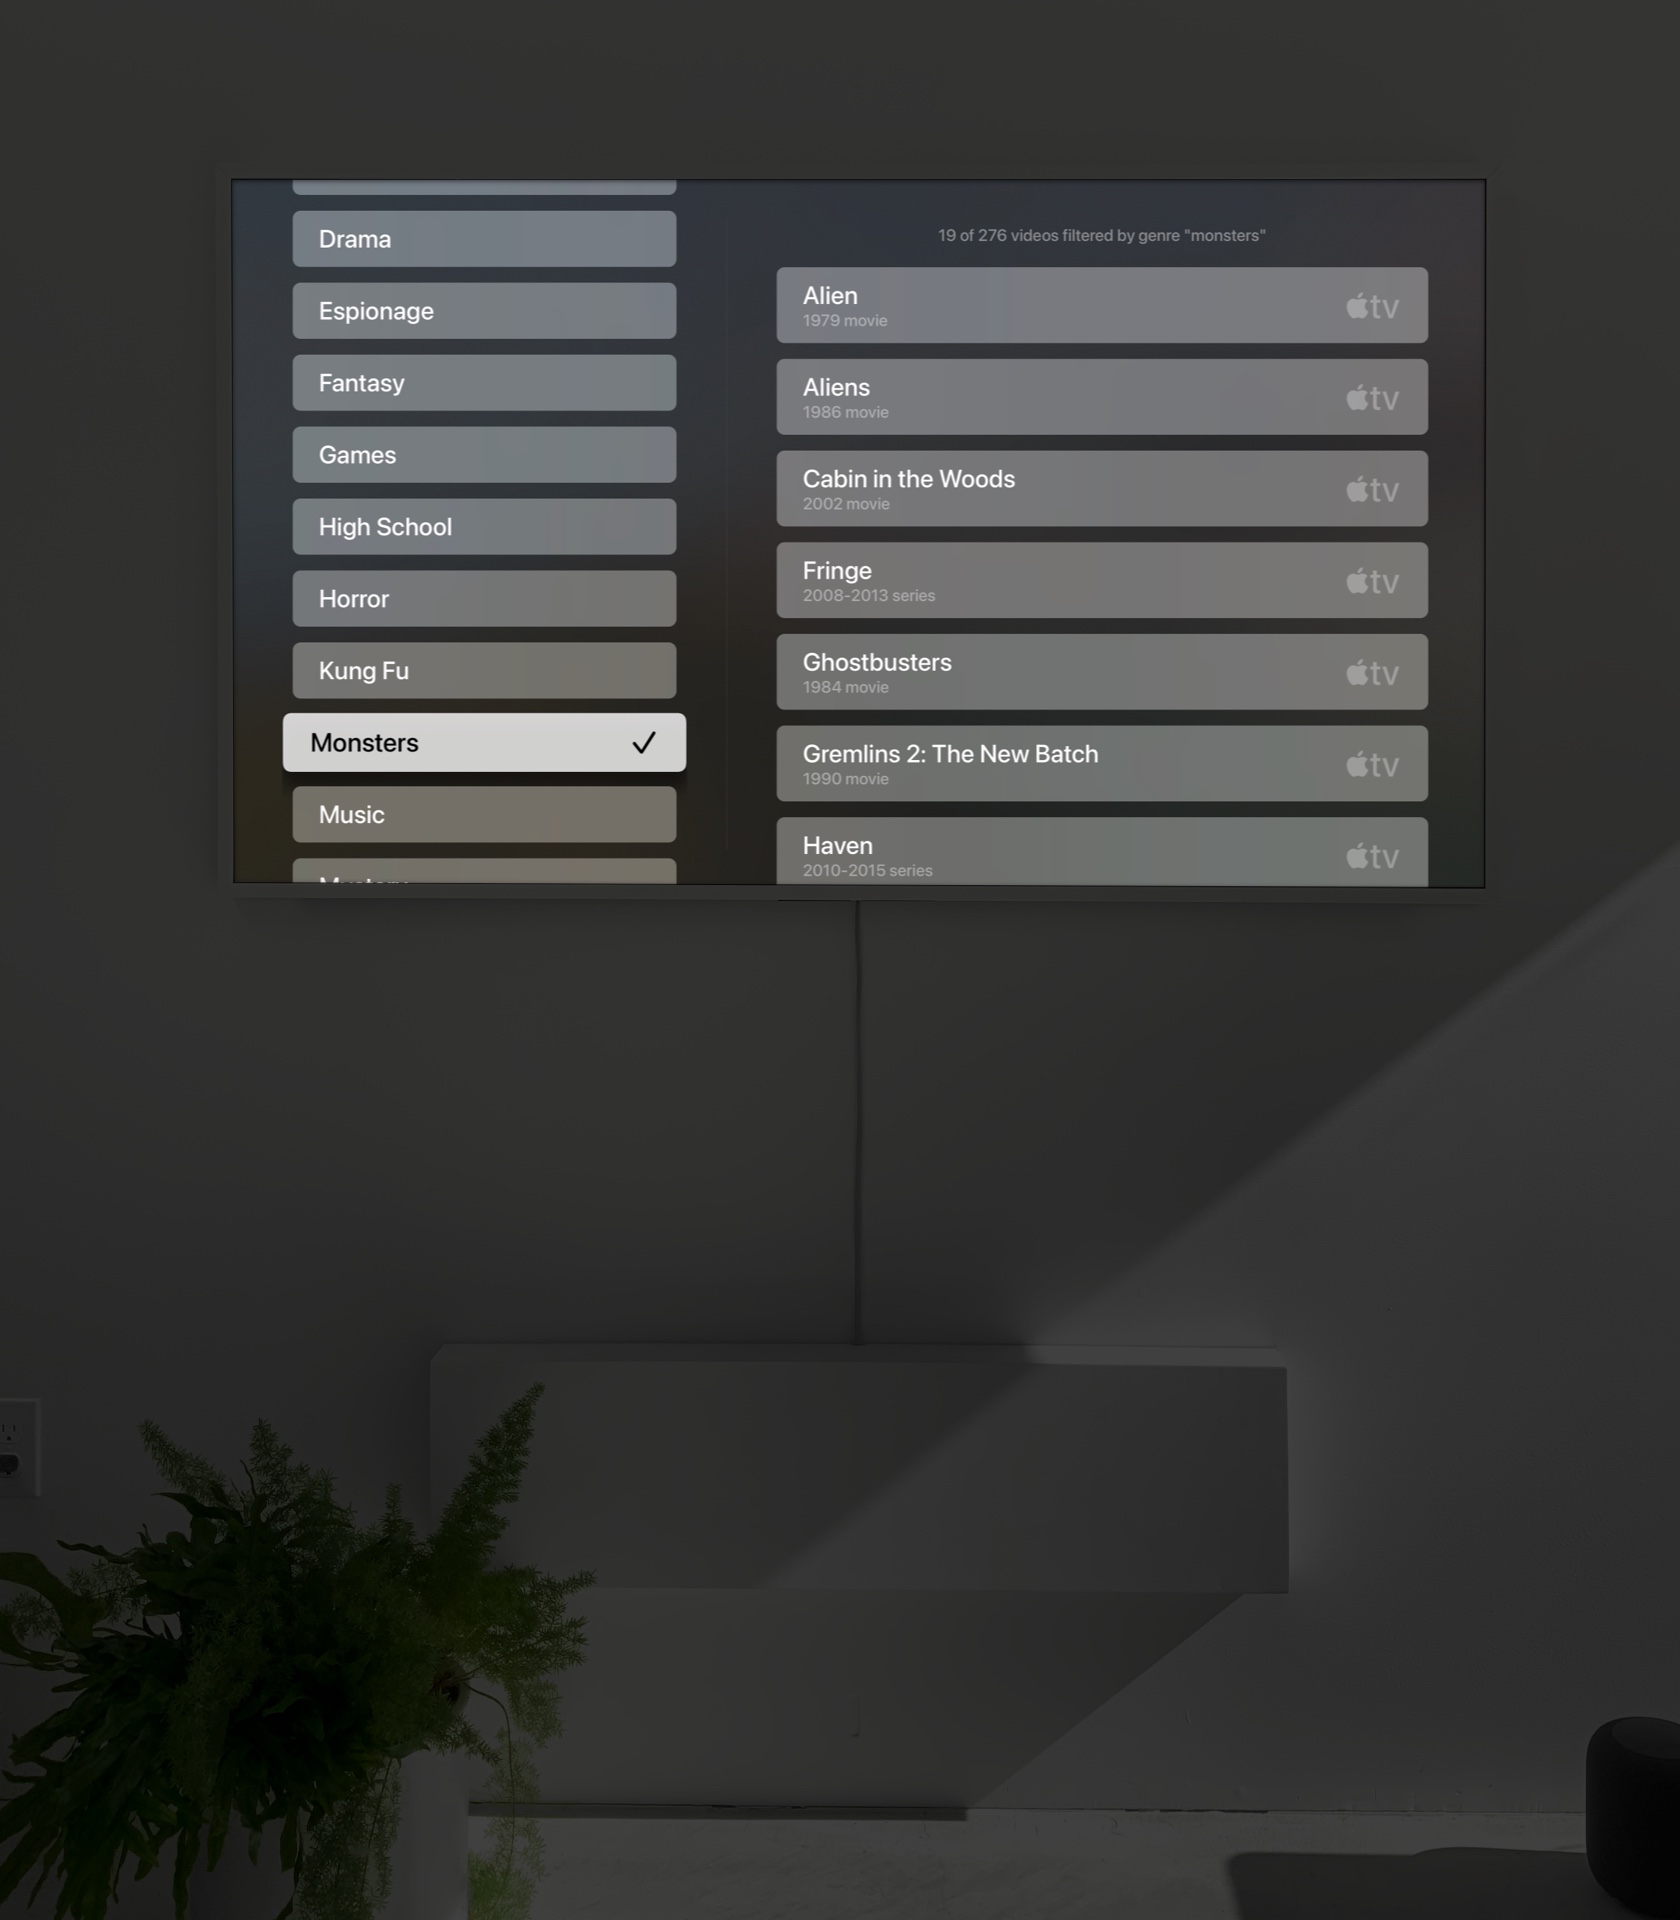 Drama
Espionage
Fantasy
Games
High School
Horror
Kung Fu
Monsters
Music
19 of 276 videos filtered by genre "monsters"
Alien
1979 movie
tv
Aliens
1986 movie
tv
Cabin in the Woods
2002 movie
tv
Fringe
2008-2013 series
tv
Ghostbusters
1984 movie
tv
Gremlins 2: The New Batch
1990 movie
tv
Haven
2010-2015 series
tv